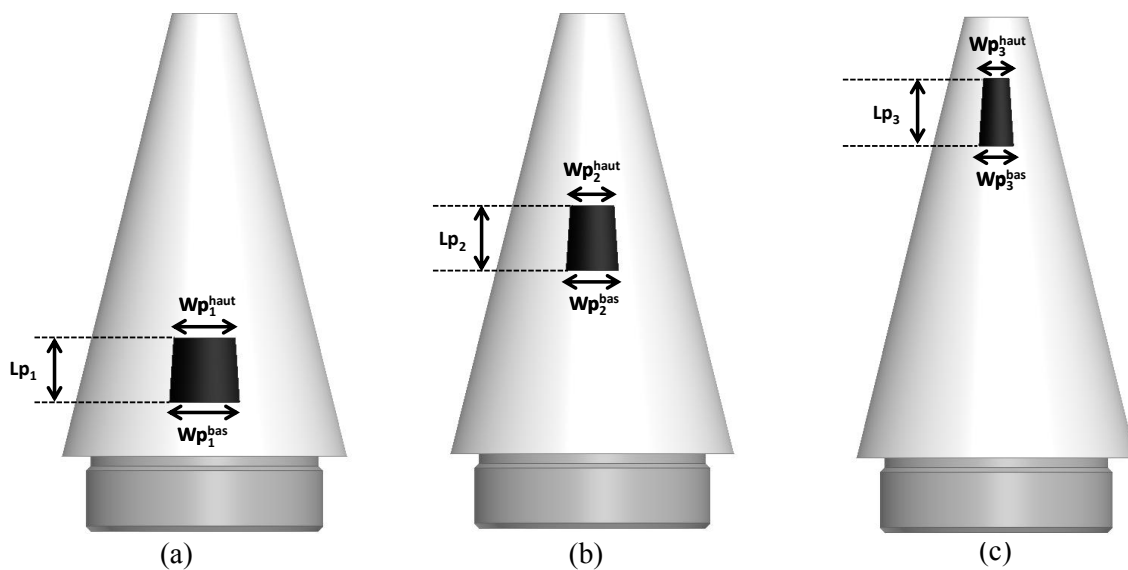 Wp₁ʰᵃᵘᵗ
Lp₁
Wp₁ᵇᵃˢ
(a)
Wp₂ʰᵃᵘᵗ
Lp₂
Wp₂ᵇᵃˢ
(b)
Wp₃ʰᵃᵘᵗ
Lp₃
Wp₃ᵇᵃˢ
(c)